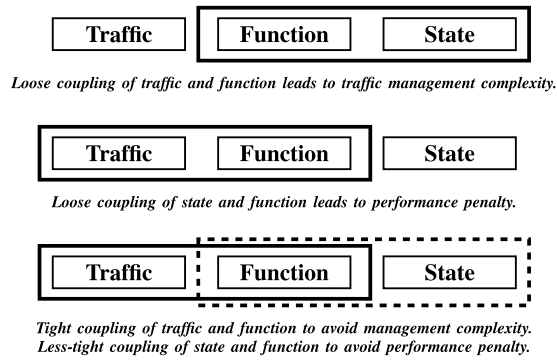 Traffic Function State
Loose coupling of traffic and function leads to traffic management complexity.
Traffic Function State
Loose coupling of state and function leads to performance penalty.
Traffic Function State
Tight coupling of traffic and function to avoid management complexity.
Less-tight coupling of state and function to avoid performance penalty.